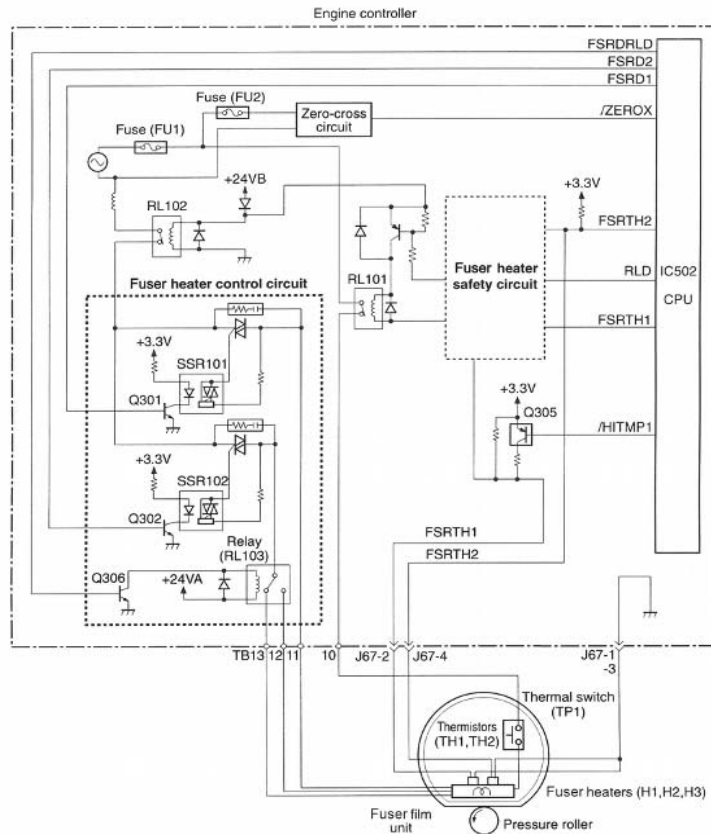 Engine controller
FSRDRLD
FSRD2
FSRD1
Fuse (FU2)
Zero-cross
circuit
/ZEROX
Fuse (FU1)
+24VB
+3.3V
RL102
FSRTH2
Fuser heater
safety circuit
RLD
IC502
CPU
Fuser heater control circuit
RL101
FSRTH1
+3.3V
SSR101
+3.3V
Q305
Q301
/HITMP1
+3.3V
SSR102
Q302
Relay
(RL103)
FSRTH1
FSRTH2
Q306
+24VA
TB13 12 11 10 J67-2 J67-4 J67-1
-3
Thermal switch
(TP1)
Thermistors
(TH1,TH2)
Fuser heaters (H1,H2,H3)
Fuser film
unit
Pressure roller